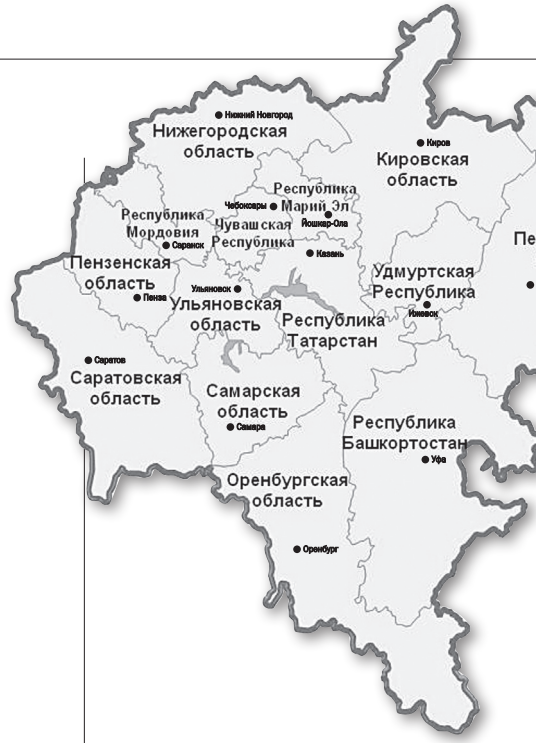 Нижний Новгород
Нижегородская
область
Киров
Кировская
область
Республика
Марий Эл
Йошкар-Ола
Чебоксары
Чувашская
Республика
Республика
Мордовия
Саранск
Казань
Пе
Пензенская
область
Пенза
Ульяновск
Ульяновская
область
Удмуртская
Республика
Ижевск
Республика
Татарстан
Саратов
Саратовская
область
Самарская
область
Самара
Республика
Башкортостан
Уфа
Оренбургская
область
Оренбург